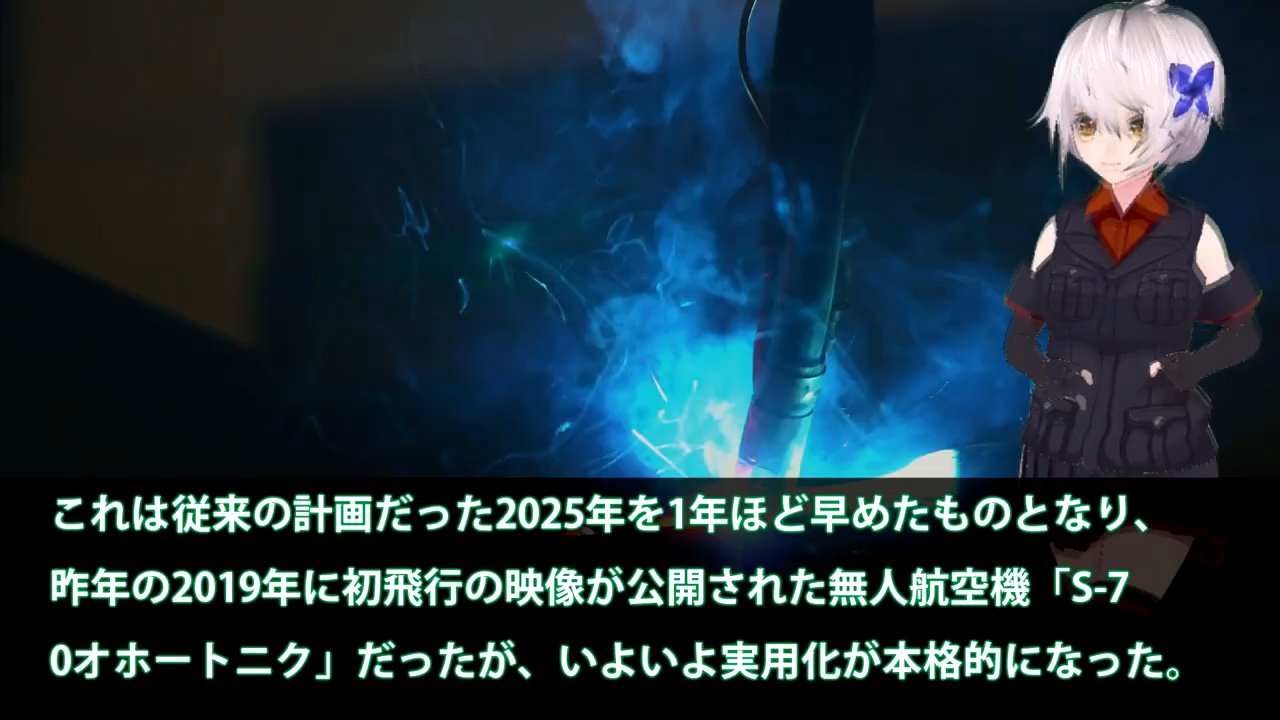 これは従来の計画だった2025年を1年ほど早めたものとなり、
昨年の2019年に初飛行の映像が公開された無人航空機「S-7
0オホートニク」だったが、いよいよ実用化が本格的になった。